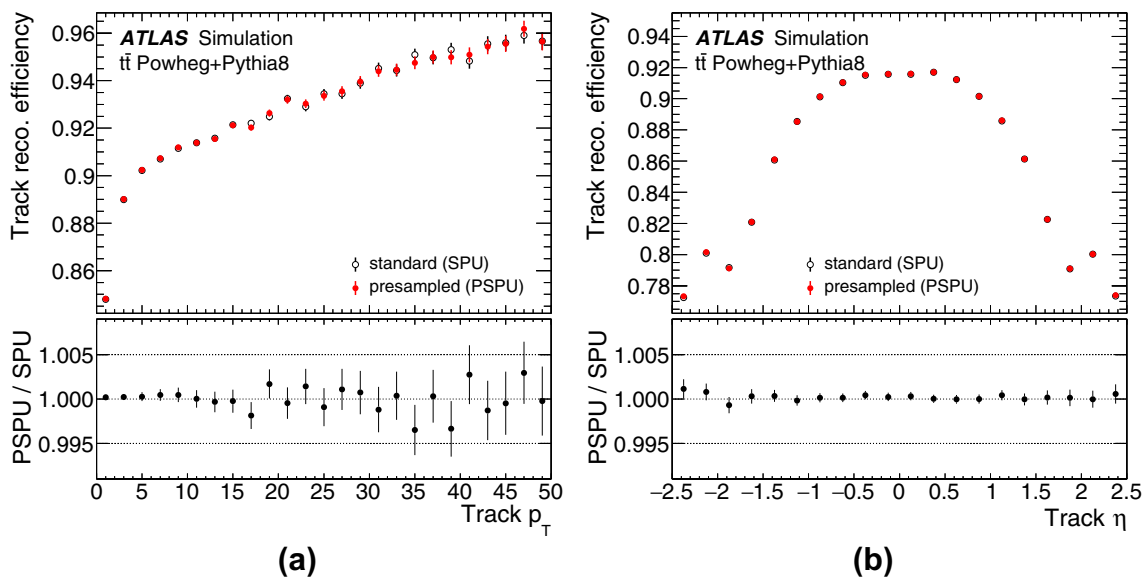 ATLAS Simulation
tt̄ Powheg+Pythia8
Track reco. efficiency
0.96
0.94
0.92
0.9
0.88
0.86
standard (SPU)
presampled (PSPU)
PSPU / SPU
1.005
1.000
0.995
0 5 10 15 20 25 30 35 40 45 50
Track p_T
(a)
ATLAS Simulation
tt̄ Powheg+Pythia8
Track reco. efficiency
0.96
0.92
0.88
0.84
0.82
0.8
0.78
standard (SPU)
presampled (PSPU)
PSPU / SPU
1.005
1.000
0.995
−2.5 −2 −1.5 −1 −0.5 0 0.5 1 1.5 2 2.5
Track η
(b)